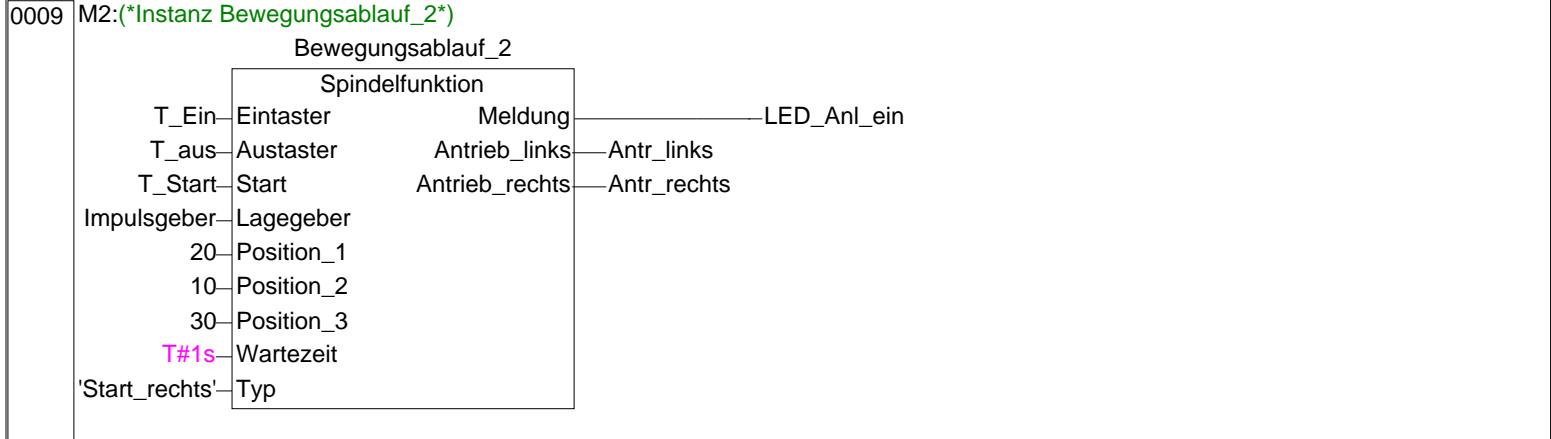 0009 M2:(*Instanz Bewegungsablauf_2*)
Bewegungsablauf_2
Spindelfunktion
T_Ein Eintaster Meldung LED_Anl_ein
T_aus Austaster Antrieb_links Antr_links
T_Start Start Antrieb_rechts Antr_rechts
Impulsgeber Lagegeber
20 Position_1
10 Position_2
30 Position_3
T#1s Wartezeit
'Start_rechts' Typ